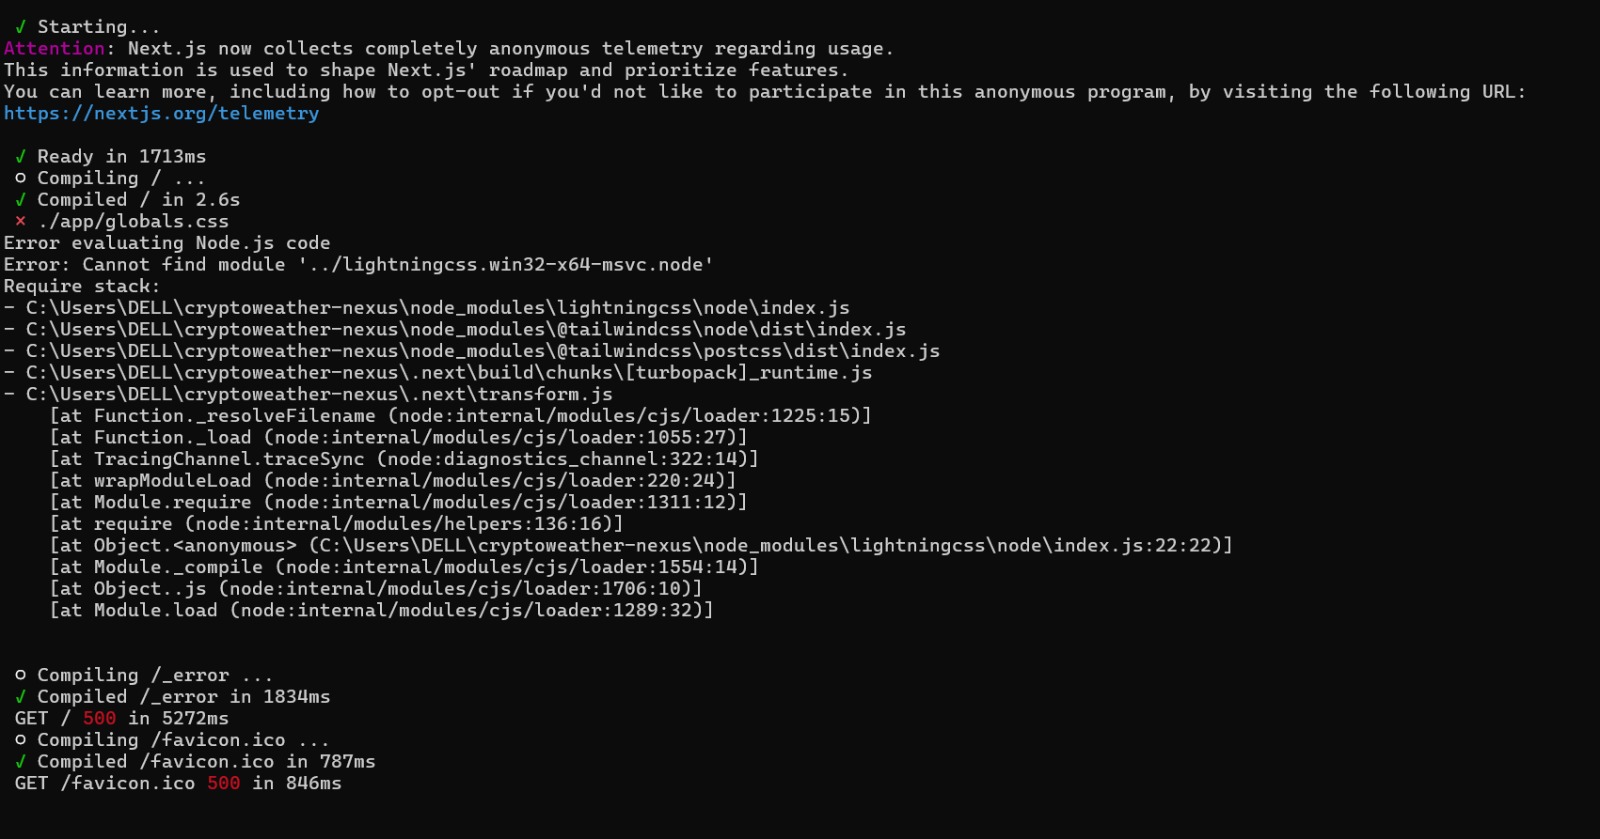 ✓ Starting...
Attention: Next.js now collects completely anonymous telemetry regarding usage.
This information is used to shape Next.js' roadmap and prioritize features.
You can learn more, including how to opt-out if you'd not like to participate in this anonymous program, by visiting the following URL:
https://nextjs.org/telemetry
✓ Ready in 1713ms
○ Compiling / ...
✓ Compiled / in 2.6s
⨯ ./app/globals.css
Error evaluating Node.js code
Error: Cannot find module '../lightningcss.win32-x64-msvc.node'
Require stack:
- C:\Users\DELL\cryptoweather-nexus\node_modules\lightningcss\node\index.js
- C:\Users\DELL\cryptoweather-nexus\node_modules\@tailwindcss\node\dist\index.js
- C:\Users\DELL\cryptoweather-nexus\node_modules\@tailwindcss\postcss\dist\index.js
- C:\Users\DELL\cryptoweather-nexus\.next\build\chunks\[turbopack]_runtime.js
- C:\Users\DELL\cryptoweather-nexus\.next\transform.js
[at Function._resolveFilename (node:internal/modules/cjs/loader:1225:15)]
[at Function._load (node:internal/modules/cjs/loader:1055:27)]
[at TracingChannel.traceSync (node:diagnostics_channel:322:14)]
[at wrapModuleLoad (node:internal/modules/cjs/loader:220:24)]
[at Module.require (node:internal/modules/cjs/loader:1311:12)]
[at require (node:internal/modules/helpers:136:16)]
[at Object.<anonymous> (C:\Users\DELL\cryptoweather-nexus\node_modules\lightningcss\node\index.js:22:22)]
[at Module._compile (node:internal/modules/cjs/loader:1554:14)]
[at Object..js (node:internal/modules/cjs/loader:1706:10)]
[at Module.load (node:internal/modules/cjs/loader:1289:32)]
○ Compiling /_error ...
✓ Compiled /_error in 1834ms
GET / 500 in 5272ms
○ Compiling /favicon.ico ...
✓ Compiled /favicon.ico in 787ms
GET /favicon.ico 500 in 846ms